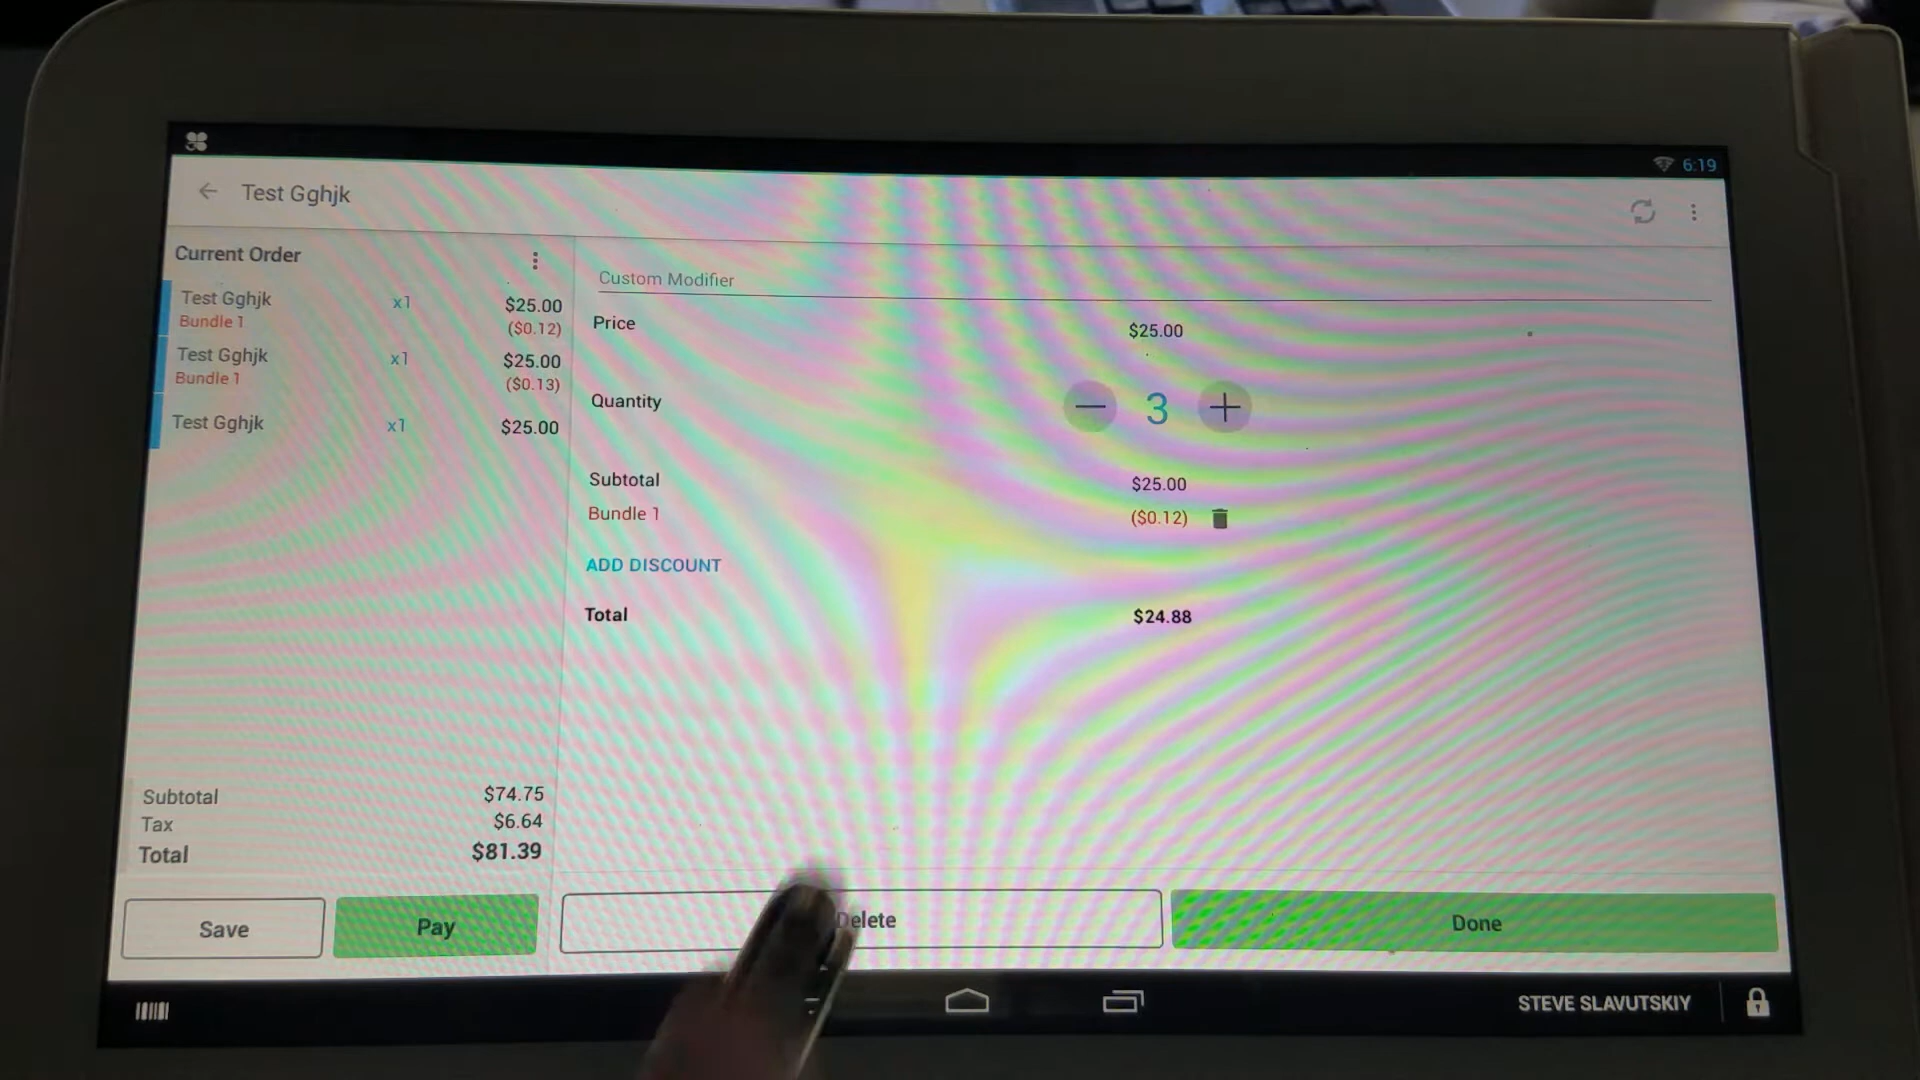 6:19
Test Gghjk
Current Order
Test Gghjk x1 $25.00
Bundle 1 ($0.12)
Test Gghjk x1 $25.00
Bundle 1 ($0.13)
Test Gghjk x1 $25.00
Subtotal $74.75
Tax $6.64
Total $81.39
Save
Pay
Custom Modifier
Price $25.00
Quantity 3
Subtotal $25.00
Bundle 1 ($0.12)
ADD DISCOUNT
Total $24.88
Delete
Done
STEVE SLAVUTSKIY